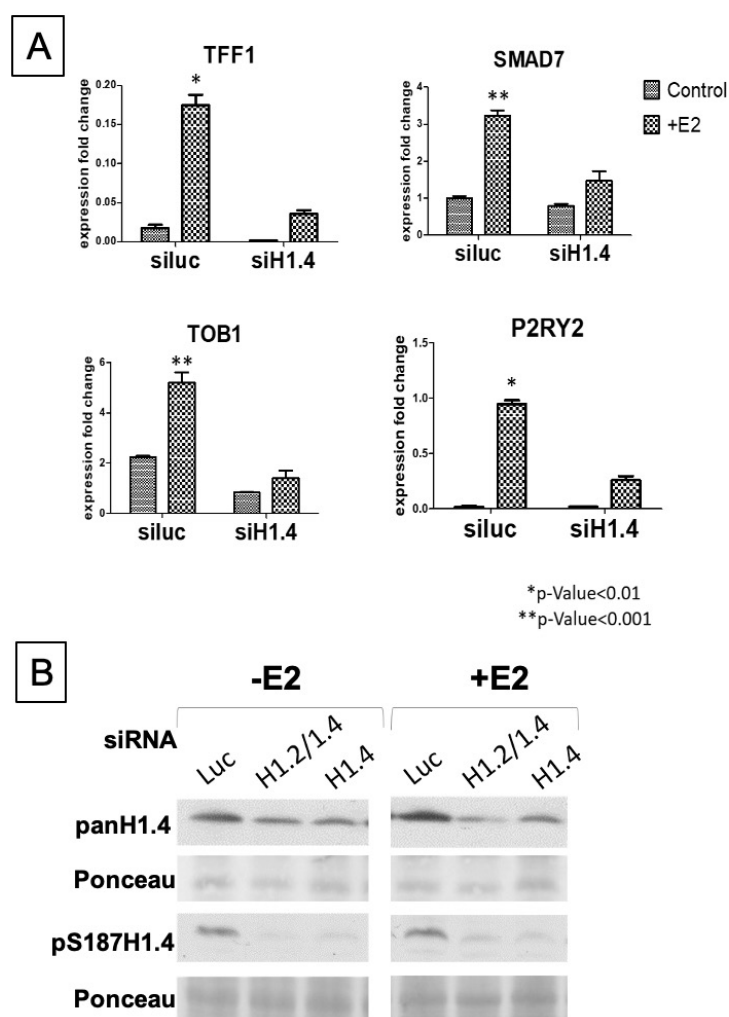 A
TFF1
expression fold change
0.20
0.15
0.10
0.05
0.00
*
siluc
siH1.4
SMAD7
expression fold change
4
3
2
1
0
**
siluc
siH1.4
Control
+E2
TOB1
expression fold change
6
4
2
0
**
siluc
siH1.4
P2RY2
expression fold change
1.5
1.0
0.5
0.0
*
siluc
siH1.4
*p-Value<0.01
**p-Value<0.001
B
-E2
+E2
siRNA
Luc
H1.2/1.4
H1.4
Luc
H1.2/1.4
H1.4
panH1.4
Ponceau
pS187H1.4
Ponceau